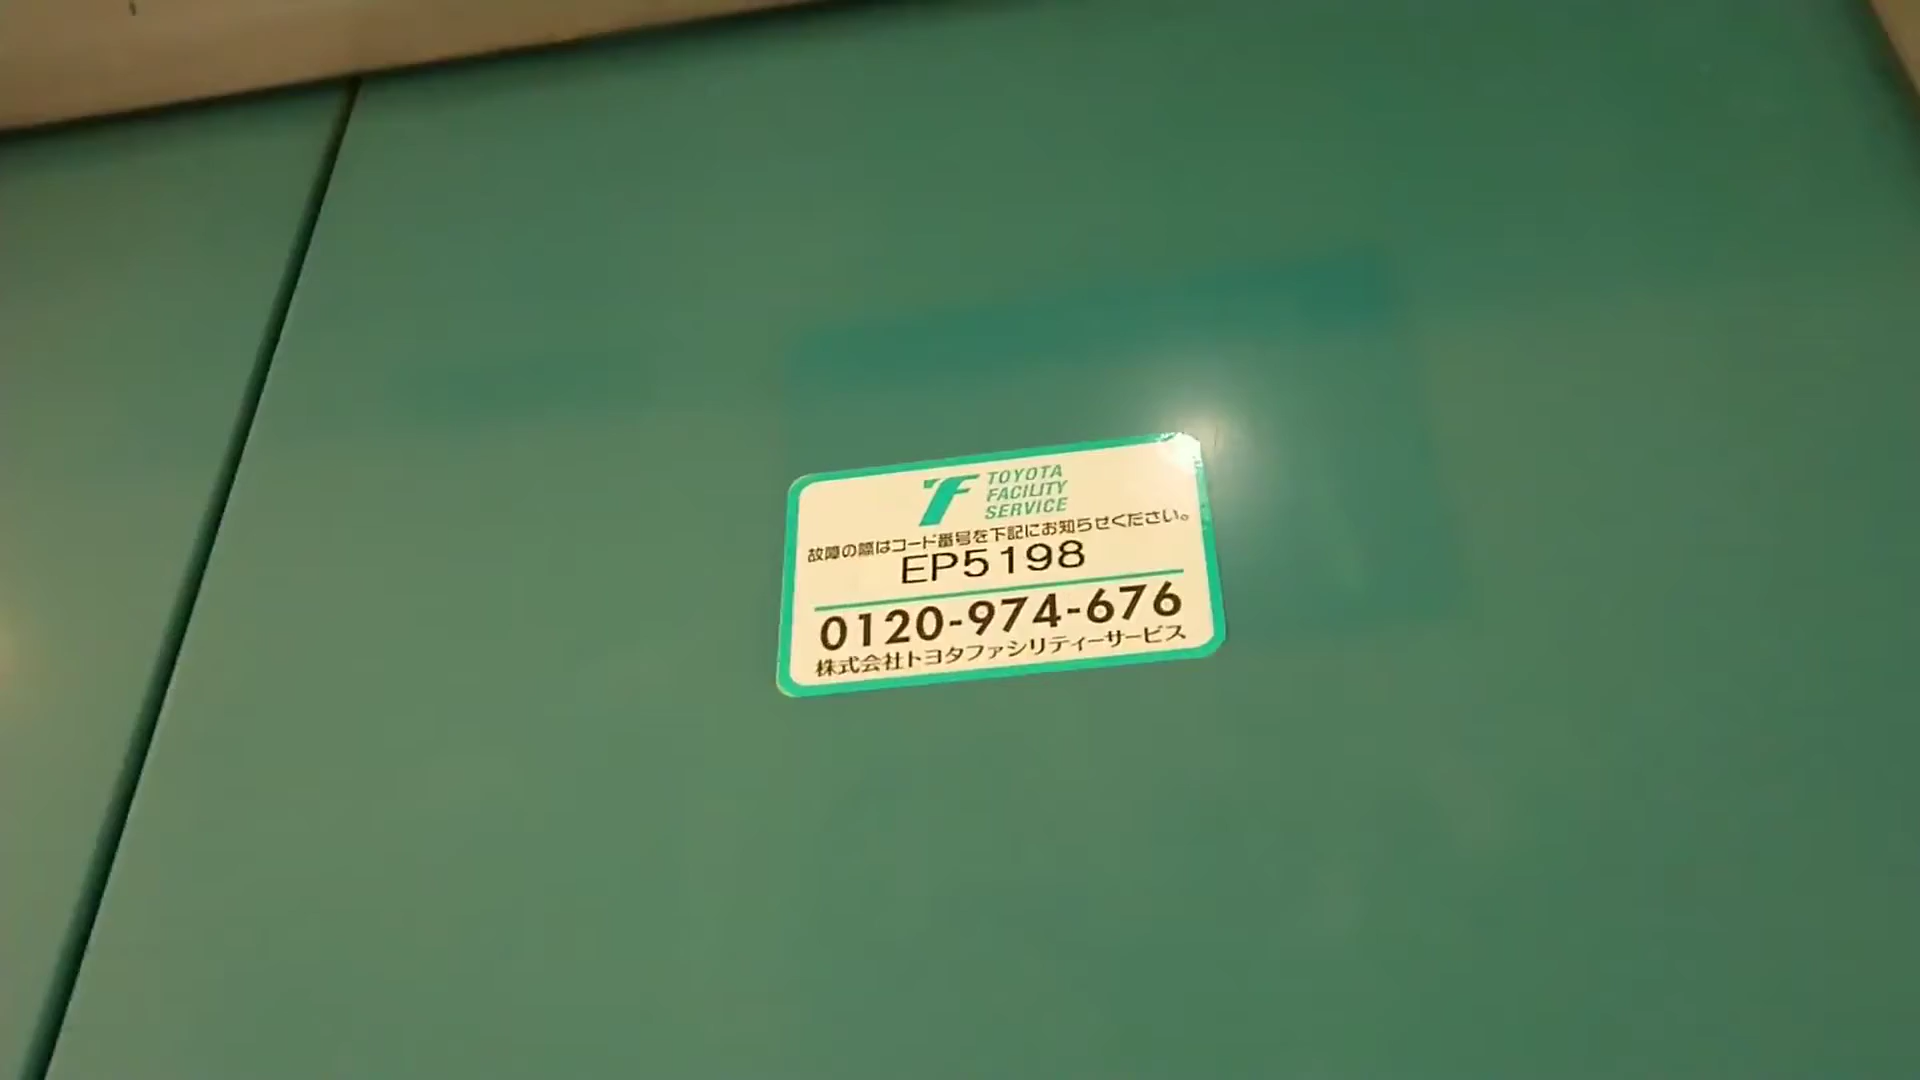 TOYOTA
FACILITY
SERVICE
故障の際はコード番号を下記にお知らせください。
EP5198
0120-974-676
株式会社トヨタファシリティーサービス